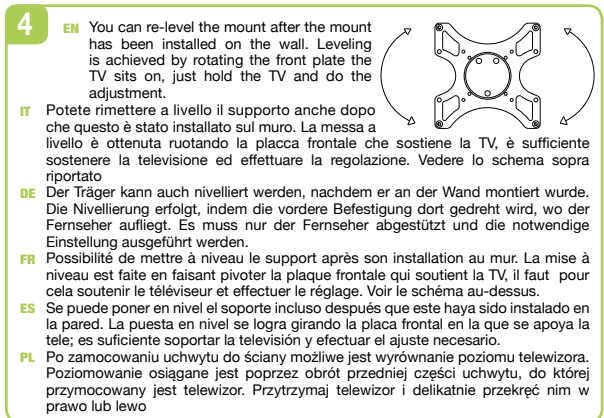 4
EN You can re-level the mount after the mount
has been installed on the wall. Leveling
is achieved by rotating the front plate the
TV sits on, just hold the TV and do the
adjustment.
IT Potete rimettere a livello il supporto anche dopo
che questo è stato installato sul muro. La messa a
livello è ottenuta ruotando la placca frontale che sostiene la TV, è sufficiente
sostenere la televisione ed effettuare la regolazione. Vedere lo schema sopra
riportato
DE Der Träger kann auch nivelliert werden, nachdem er an der Wand montiert wurde.
Die Nivellierung erfolgt, indem die vordere Befestigung dort gedreht wird, wo der
Fernseher aufliegt. Es muss nur der Fernseher abgestützt und die notwendige
Einstellung ausgeführt werden.
FR Possibilité de mettre à niveau le support après son installation au mur. La mise à
niveau est faite en faisant pivoter la plaque frontale qui soutient la TV, il faut pour
cela soutenir le téléviseur et effectuer le réglage. Voir le schéma au-dessus.
ES Se puede poner en nivel el soporte incluso después que este haya sido instalado en
la pared. La puesta en nivel se logra girando la placa frontal en la que se apoya la
tele; es suficiente soportar la televisión y efectuar el ajuste necesario.
PL Po zamocowaniu uchwytu do ściany możliwe jest wyrównanie poziomu telewizora.
Poziomowanie osiągane jest poprzez obrót przedniej części uchwytu, do której
przymocowany jest telewizor. Przytrzymaj telewizor i delikatnie przekręć nim w
prawo lub lewo